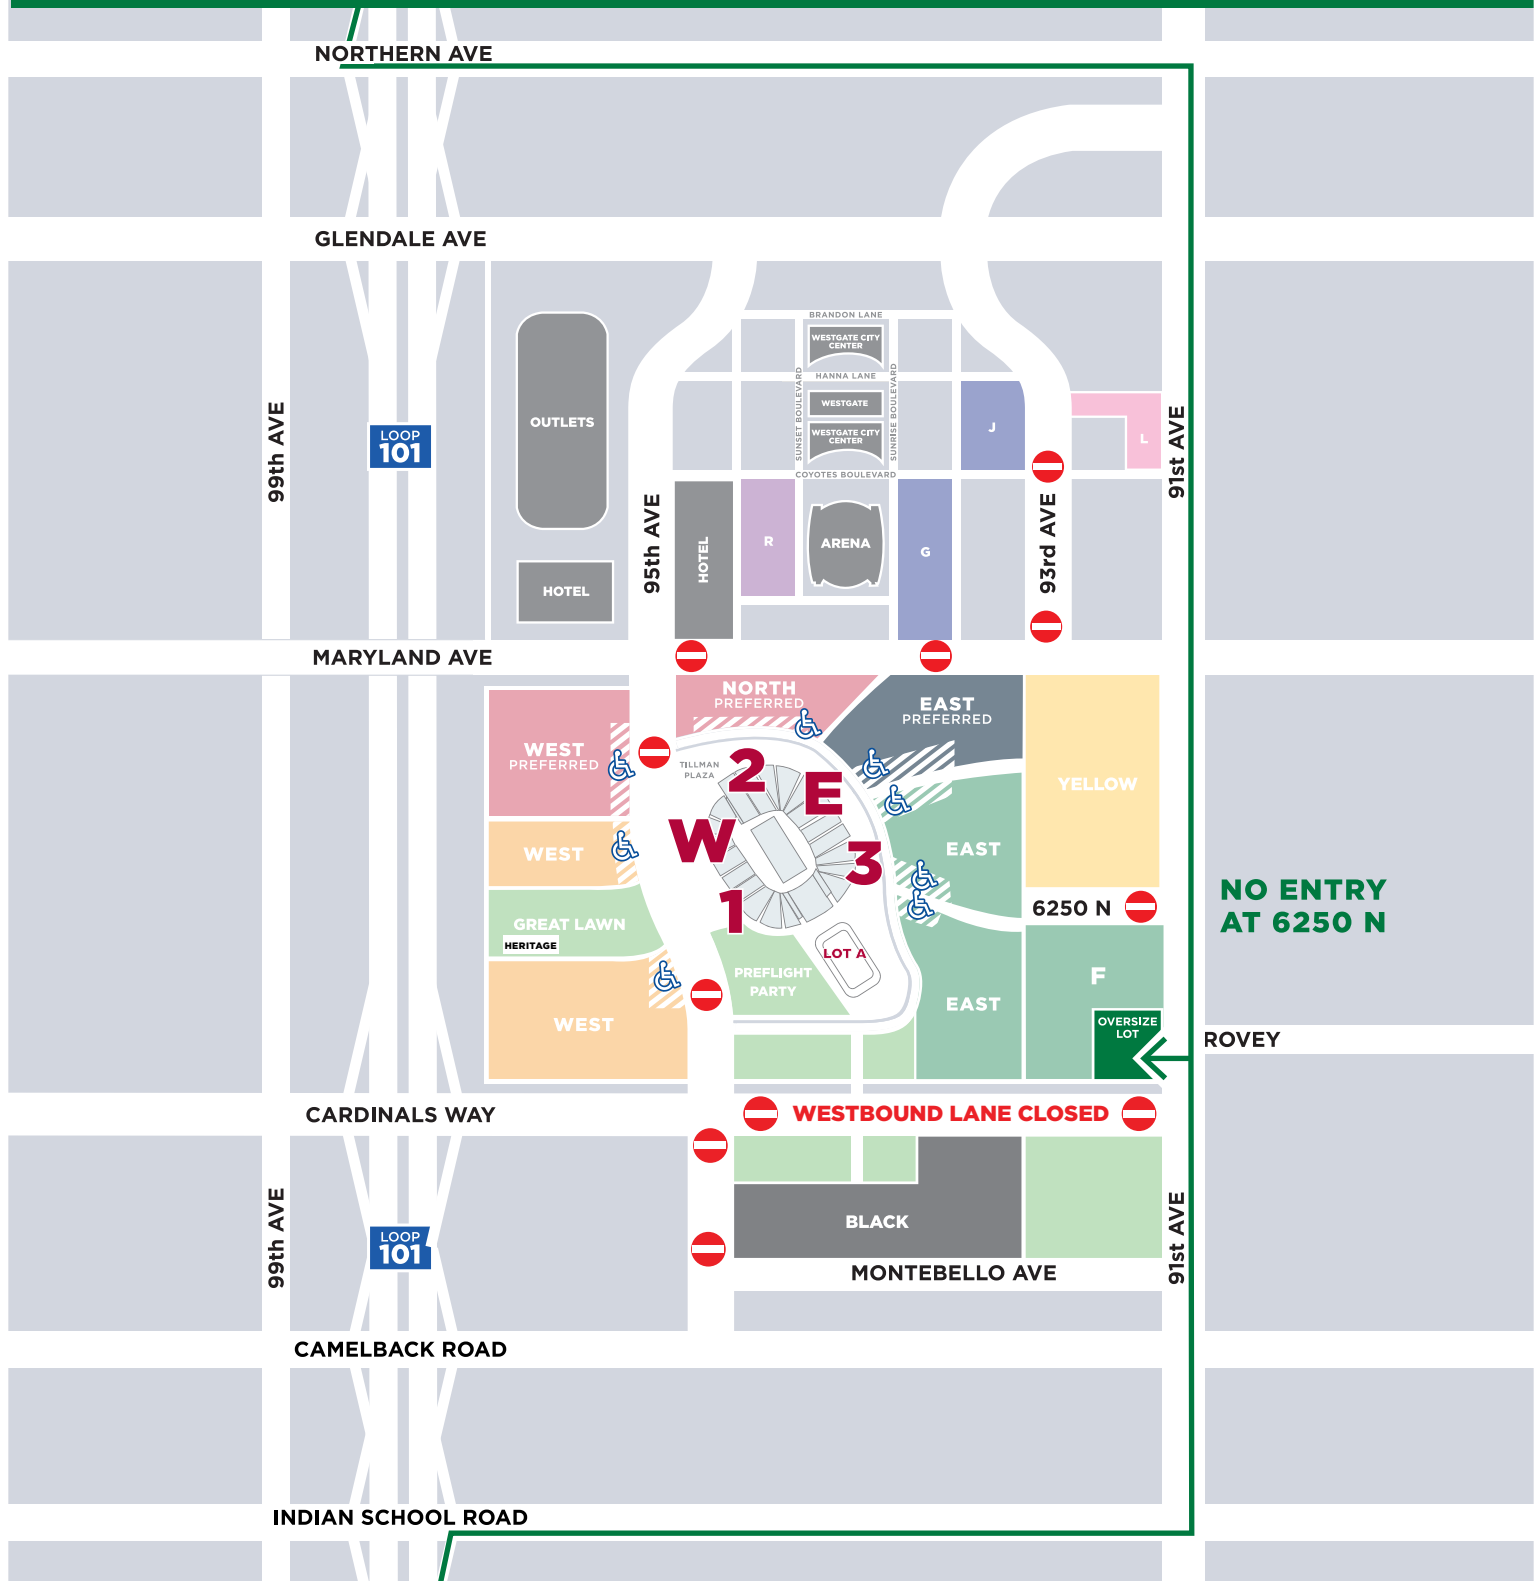 NORTHERN AVE
GLENDALE AVE
BRANDON LANE
WESTGATE CITY
CENTER
HANNA LANE
SUNSET BOULEVARD
SUNRISE BOULEVARD
WESTGATE
WESTGATE CITY
CENTER
COYOTES BOULEVARD
OUTLETS
J
L
99th AVE
LOOP
101
91st AVE
95th AVE
HOTEL
R
ARENA
G
93rd AVE
HOTEL
MARYLAND AVE
NORTH
PREFERRED
EAST
PREFERRED
WEST
PREFERRED
TILLMAN
PLAZA
2
E
YELLOW
W
3
WEST
EAST
1
6250 N
NO ENTRY
AT 6250 N
GREAT LAWN
HERITAGE
LOT A
PREFLIGHT
PARTY
F
WEST
EAST
OVERSIZE
LOT
ROVEY
CARDINALS WAY
WESTBOUND LANE CLOSED
99th AVE
LOOP
101
BLACK
91st AVE
MONTEBELLO AVE
CAMELBACK ROAD
INDIAN SCHOOL ROAD